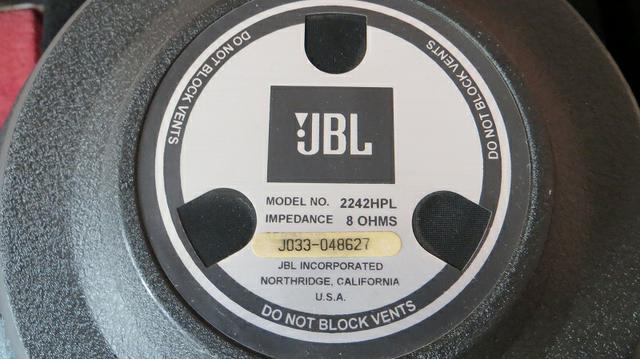 DO NOT BLOCK VENTS
DO NOT BLOCK VENTS
JBL
MODEL NO. 2242HPL
IMPEDANCE 8 OHMS
J033-048627
JBL INCORPORATED
NORTHRIDGE, CALIFORNIA
U.S.A.
DO NOT BLOCK VENTS